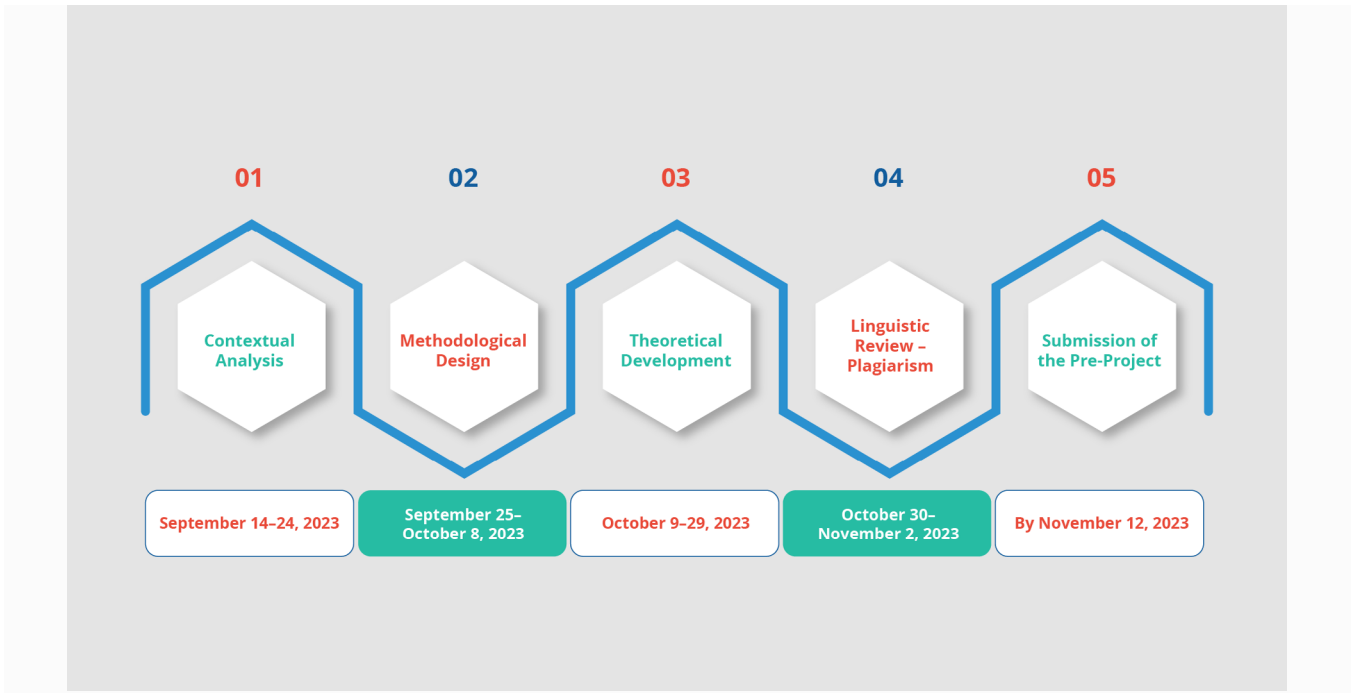 01
02
03
04
05
Contextual
Analysis
Methodological
Design
Theoretical
Development
Linguistic
Review –
Plagiarism
Submission of
the Pre-Project
September 14–24, 2023
September 25–
October 8, 2023
October 9–29, 2023
October 30–
November 2, 2023
By November 12, 2023